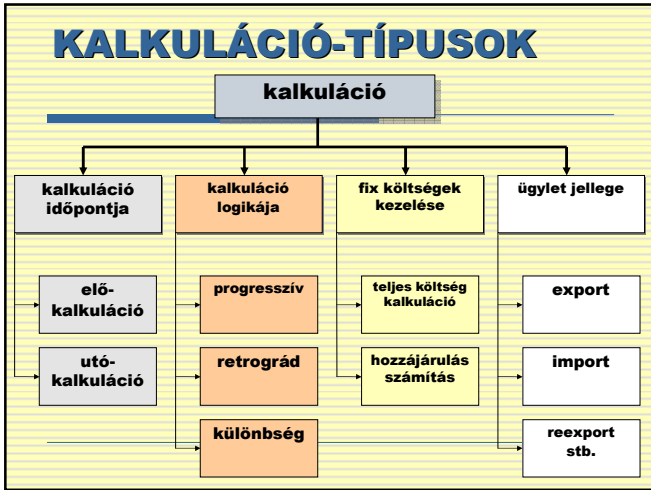 KALKULÁCIÓ-TÍPUSOK
kalkuláció
kalkuláció
időpontja
kalkuláció
logikája
fix költségek
kezelése
ügylet jellege
elő-
kalkuláció
progresszív
teljes költség
kalkuláció
export
utó-
kalkuláció
retrográd
hozzájárulás
számítás
import
különbség
reexport
stb.